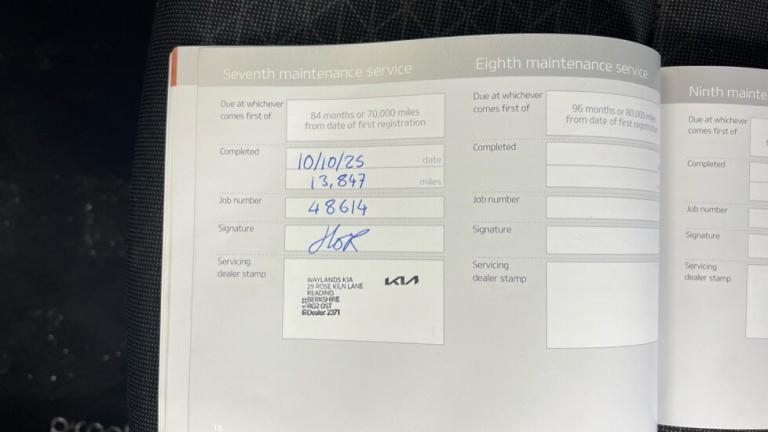 Seventh maintenance service
Due at whichever
comes first of
84 months or 70,000 miles
from date of first registration
Completed
10/10/25 date
13,847 miles
Job number
48614
Signature
Servicing
dealer stamp
WAYLANDS KIA
29 ROSE KILN LANE
READING
BERKSHIRE
RG2 0ST
Dealer 2371
KIA
18
Eighth maintenance service
Due at whichever
comes first of
96 months or 80,000 miles
from date of first registration
Completed
Job number
Signature
Servicing
dealer stamp
Ninth mainte
Due at whichever
comes first of
Completed
Job number
Signature
Servicing
dealer stamp